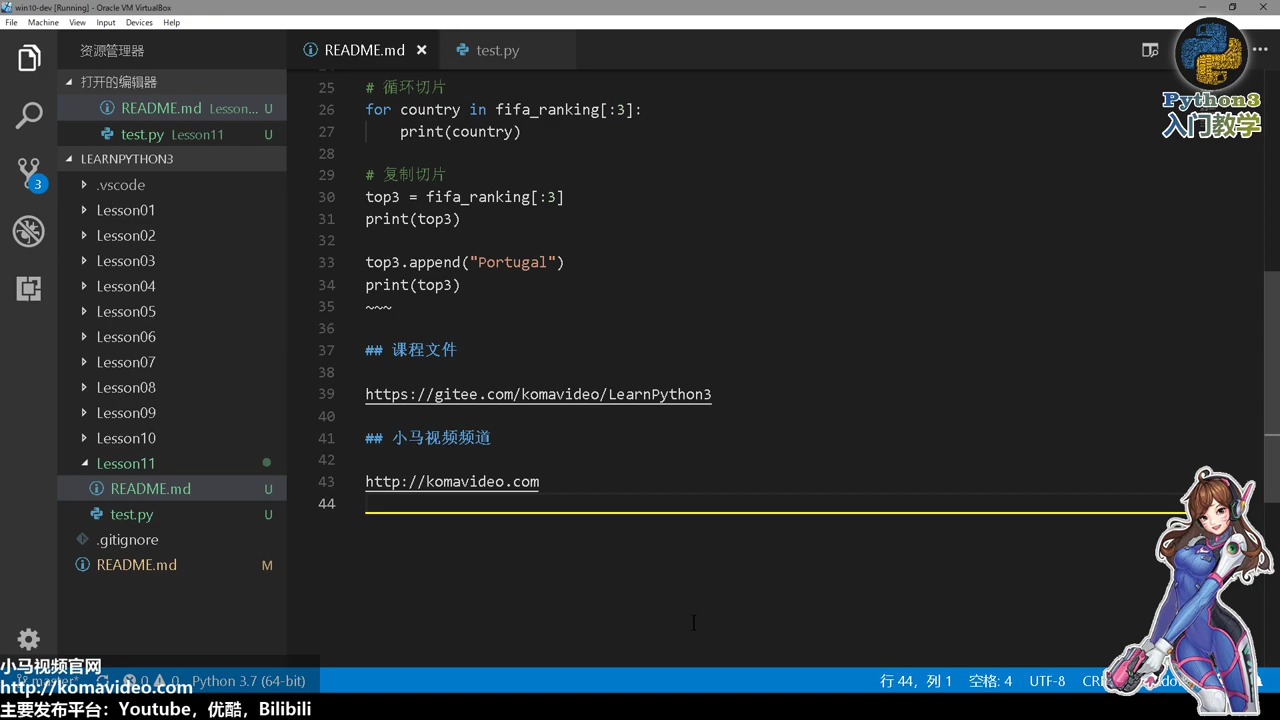 win10-dev [Running] - Oracle VM VirtualBox
File Machine View Input Devices Help
资源管理器
README.md
test.py
打开的编辑器
README.md Lesson... U
test.py Lesson11 U
LEARNPYTHON3
.vscode
Lesson01
Lesson02
Lesson03
Lesson04
Lesson05
Lesson06
Lesson07
Lesson08
Lesson09
Lesson10
Lesson11
README.md U
test.py U
.gitignore
README.md M
3
25 # 循环切片
26 for country in fifa_ranking[:3]:
27 print(country)
28
29 # 复制切片
30 top3 = fifa_ranking[:3]
31 print(top3)
32
33 top3.append("Portugal")
34 print(top3)
35 ~~~
36
37 ## 课程文件
38
39 https://gitee.com/komavideo/LearnPython3
40
41 ## 小马视频频道
42
43 http://komavideo.com
44
Python3
入门教学
小马视频官网
http://komavideo.com
主要发布平台：Youtube，优酷，Bilibili
master* 0 0 Python 3.7 (64-bit)
行 44，列 1 空格: 4 UTF-8